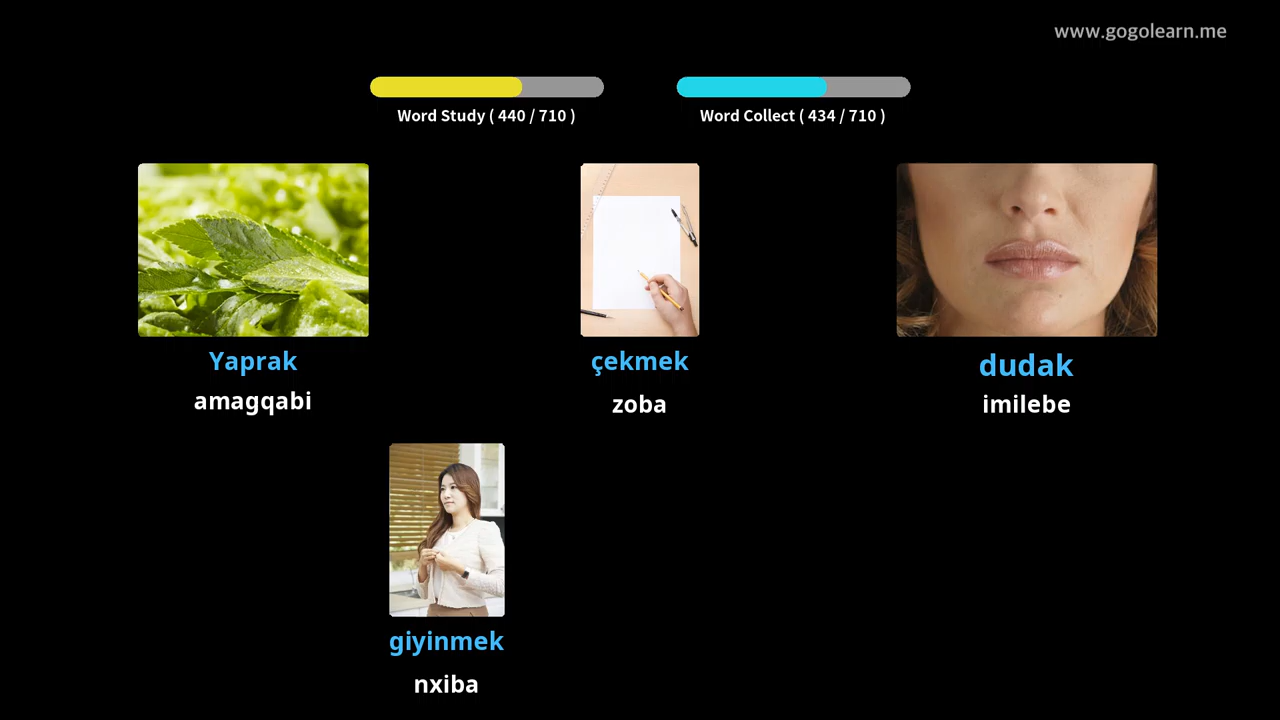 www.gogolearn.me
Word Study ( 440 / 710 )
Word Collect ( 434 / 710 )
Yaprak
amagqabi
çekmek
zoba
dudak
imilebe
giyinmek
nxiba